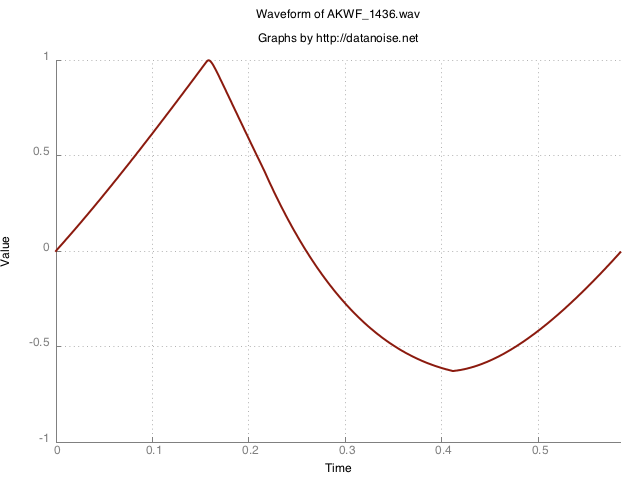 Waveform of AKWF_1436.wav
Graphs by http://datanoise.net
1
0.5
0
-0.5
-1
Value
0 0.1 0.2 0.3 0.4 0.5
Time